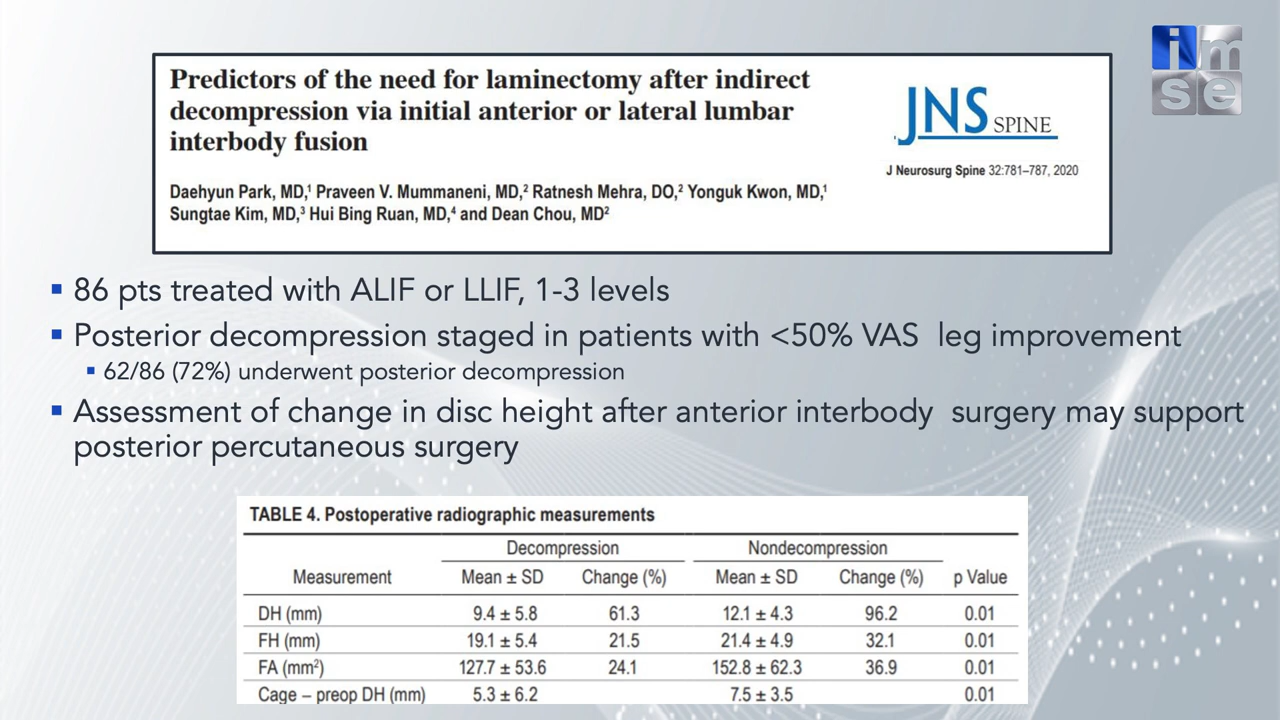 im
se
Predictors of the need for laminectomy after indirect
decompression via initial anterior or lateral lumbar
interbody fusion
JNS SPINE
J Neurosurg Spine 32:781–787, 2020
Daehyun Park, MD,¹ Praveen V. Mummaneni, MD,² Ratnesh Mehra, DO,² Yonguk Kwon, MD,¹
Sungtae Kim, MD,³ Hui Bing Ruan, MD,⁴ and Dean Chou, MD²
▪ 86 pts treated with ALIF or LLIF, 1-3 levels
▪ Posterior decompression staged in patients with <50% VAS leg improvement
▪ 62/86 (72%) underwent posterior decompression
▪ Assessment of change in disc height after anterior interbody surgery may support
posterior percutaneous surgery
TABLE 4. Postoperative radiographic measurements
Decompression Nondecompression
Measurement Mean ± SD Change (%) Mean ± SD Change (%) p Value
DH (mm) 9.4 ± 5.8 61.3 12.1 ± 4.3 96.2 0.01
FH (mm) 19.1 ± 5.4 21.5 21.4 ± 4.9 32.1 0.01
FA (mm²) 127.7 ± 53.6 24.1 152.8 ± 62.3 36.9 0.01
Cage – preop DH (mm) 5.3 ± 6.2 7.5 ± 3.5 0.01